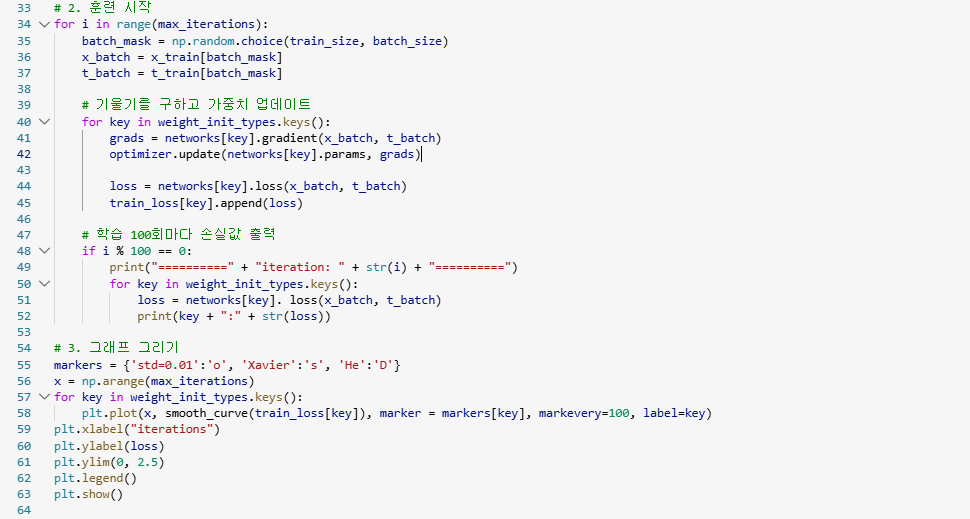 33 # 2. 훈련 시작
34 for i in range(max_iterations):
35     batch_mask = np.random.choice(train_size, batch_size)
36     x_batch = x_train[batch_mask]
37     t_batch = t_train[batch_mask]
38
39     # 기울기를 구하고 가중치 업데이트
40     for key in weight_init_types.keys():
41         grads = networks[key].gradient(x_batch, t_batch)
42         optimizer.update(networks[key].params, grads)
43
44         loss = networks[key].loss(x_batch, t_batch)
45         train_loss[key].append(loss)
46
47     # 학습 100회마다 손실값 출력
48     if i % 100 == 0:
49         print("==========" + "iteration: " + str(i) + "==========")
50         for key in weight_init_types.keys():
51             loss = networks[key]. loss(x_batch, t_batch)
52             print(key + ":" + str(loss))
53
54 # 3. 그래프 그리기
55 markers = {'std=0.01':'o', 'Xavier':'s', 'He':'D'}
56 x = np.arange(max_iterations)
57 for key in weight_init_types.keys():
58     plt.plot(x, smooth_curve(train_loss[key]), marker = markers[key], markevery=100, label=key)
59 plt.xlabel("iterations")
60 plt.ylabel(loss)
61 plt.ylim(0, 2.5)
62 plt.legend()
63 plt.show()
64